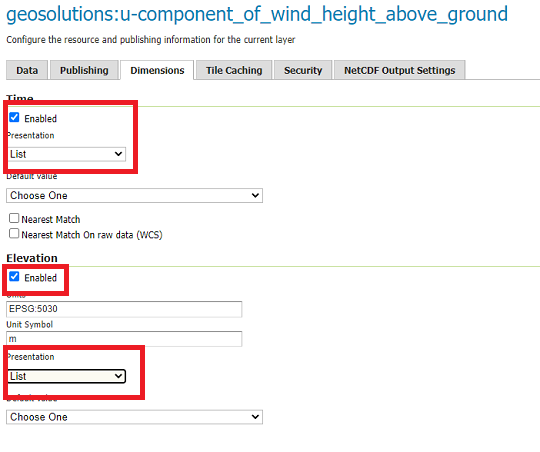 geosolutions:u-component_of_wind_height_above_ground
Configure the resource and publishing information for the current layer
Data Publishing Dimensions Tile Caching Security NetCDF Output Settings
Time
Enabled
Presentation
List
Default value
Choose One
Nearest Match
Nearest Match On raw data (WCS)
Elevation
Enabled
Units
EPSG:5030
Unit Symbol
m
Presentation
List
Default value
Choose One